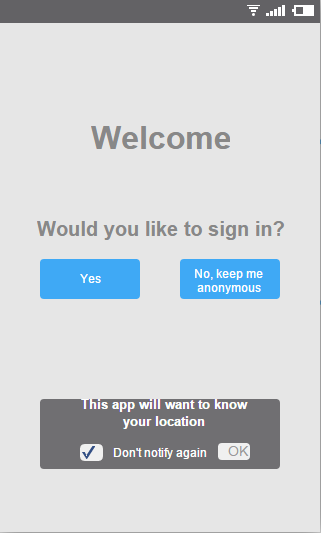 Welcome
Would you like to sign in?
Yes
No, keep me
anonymous
This app will want to know
your location
Don't notify again
OK